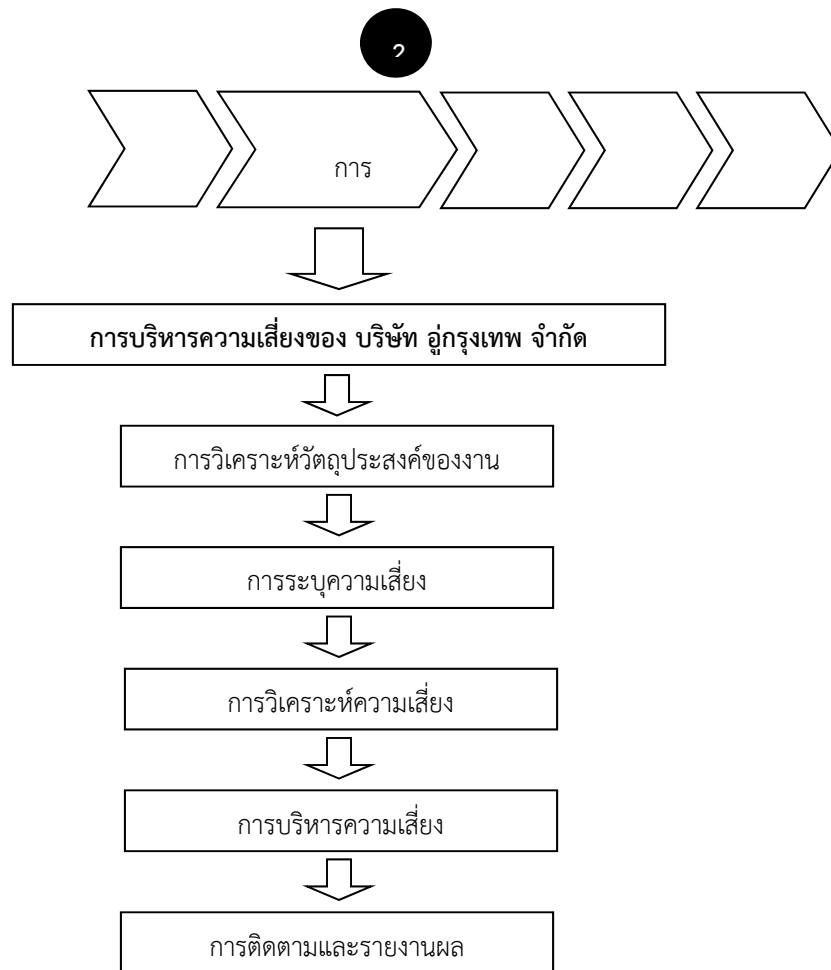 การ
การบริหารความเสี่ยงของ บริษัท อู่กรุงเทพ จำกัด
การวิเคราะห์วัตถุประสงค์ของงาน
การระบุความเสี่ยง
การวิเคราะห์ความเสี่ยง
การบริหารความเสี่ยง
การติดตามและรายงานผล